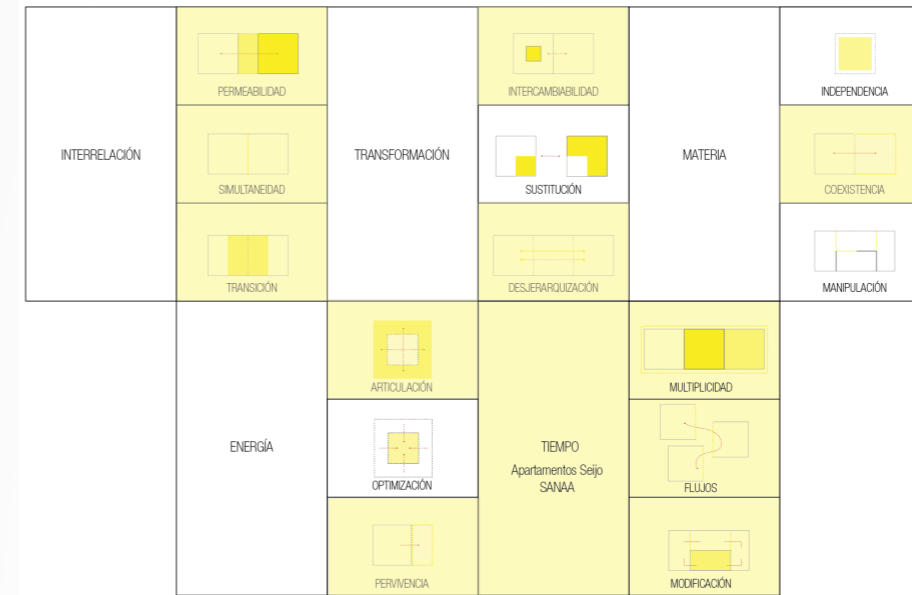 PERMEABILIDAD
INTERCAMBIABILIDAD
INDEPENDENCIA
INTERRELACIÓN
SIMULTANEIDAD
TRANSFORMACIÓN
SUSTITUCIÓN
MATERIA
COEXISTENCIA
TRANSICIÓN
DESJERARQUIZACIÓN
MANIPULACIÓN
ARTICULACIÓN
MULTIPLICIDAD
ENERGÍA
OPTIMIZACIÓN
TIEMPO
Apartamentos Seijo
SANAA
FLUJOS
PERVIVENCIA
MODIFICACIÓN